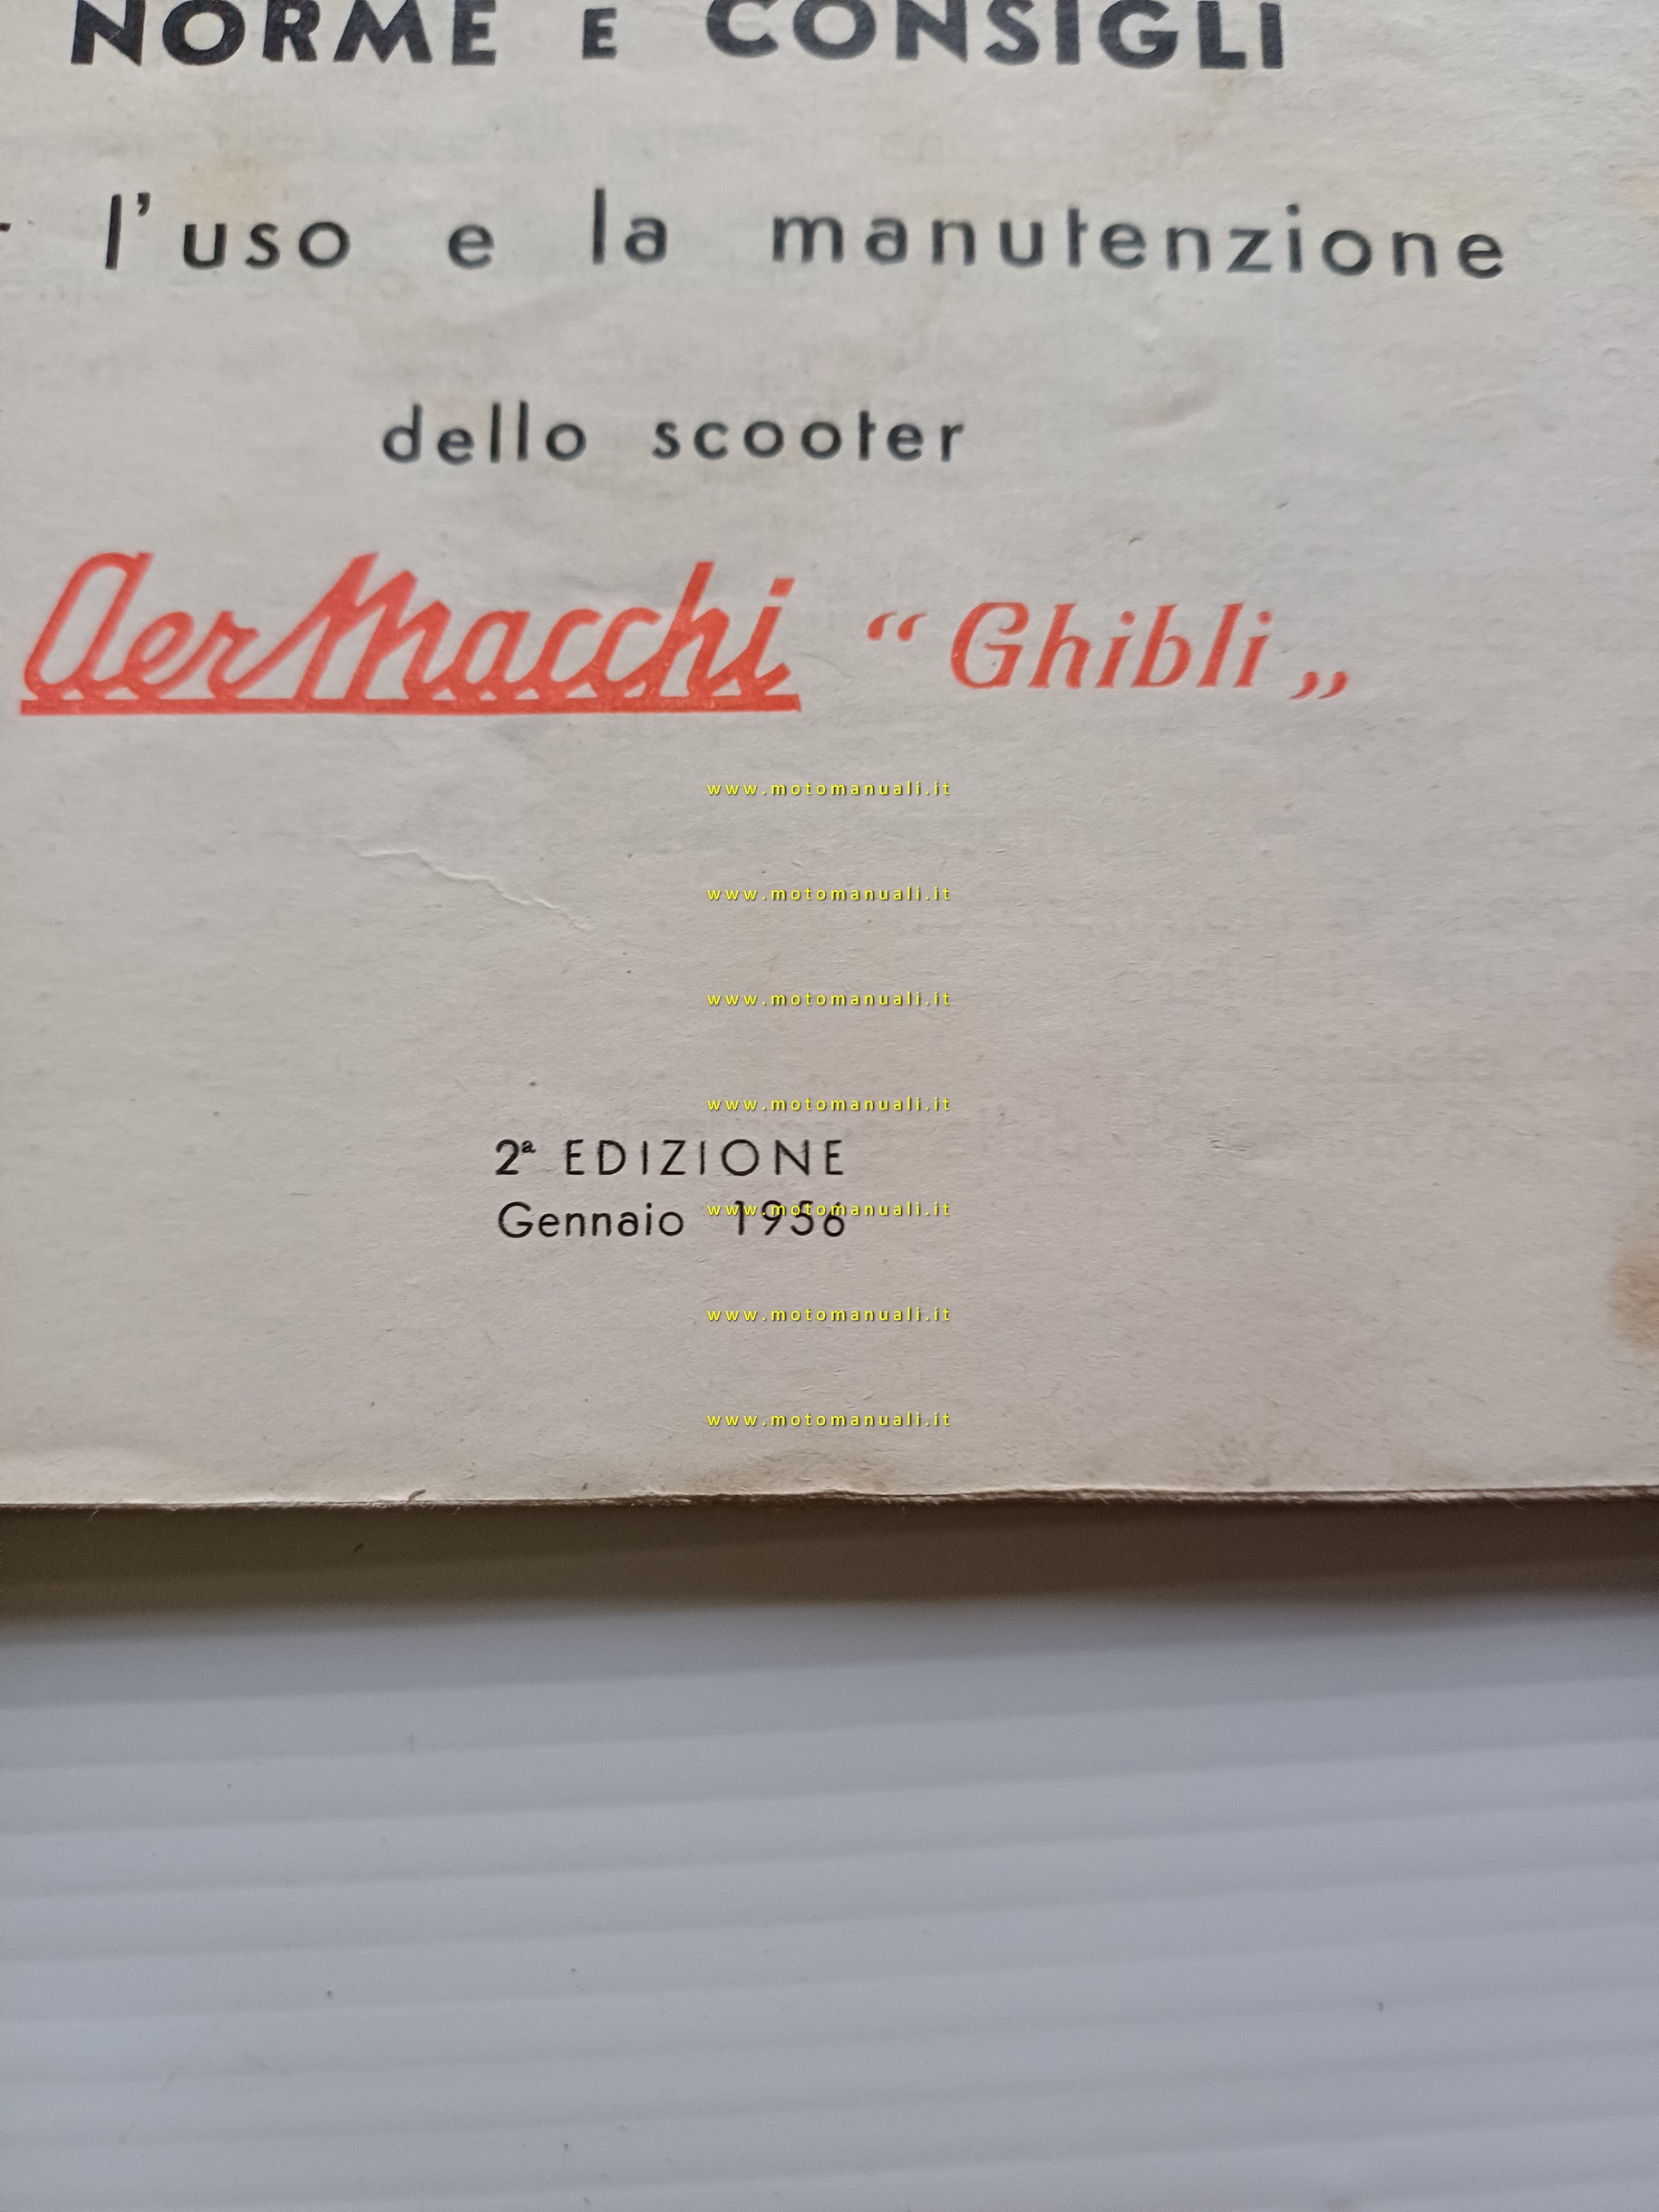 NORME E CONSIGLI
l'uso e la manutenzione
dello scooter
aerMacchi “Ghibli„
www.motomanuali.it
www.motomanuali.it
www.motomanuali.it
www.motomanuali.it
2ª EDIZIONE
Gennaio 1956
www.motomanuali.it
www.motomanuali.it
www.motomanuali.it